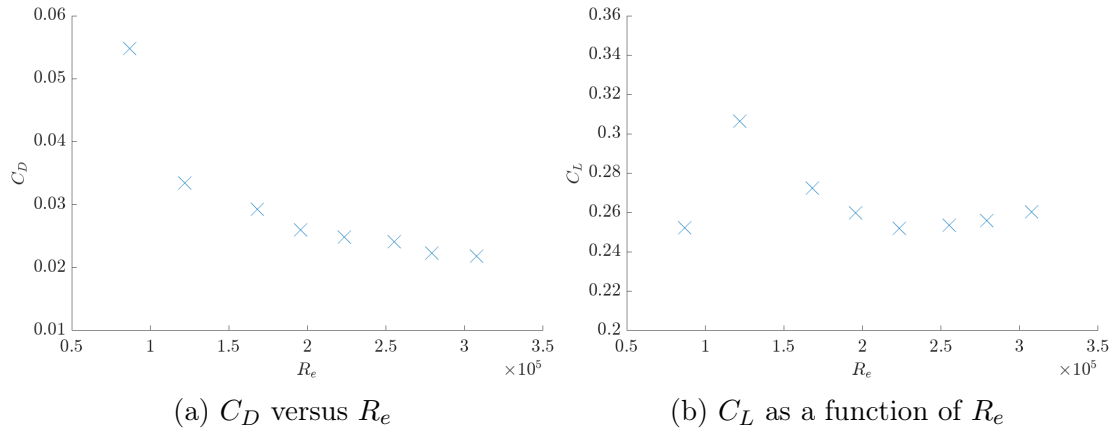 0.06
0.05
0.04
0.03
0.02
0.01
C_D
0.5 1 1.5 2 2.5 3 3.5
R_e ×10^5
(a) C_D versus R_e
0.36
0.34
0.32
0.3
0.28
0.26
0.24
0.22
0.2
C_L
0.5 1 1.5 2 2.5 3 3.5
R_e ×10^5
(b) C_L as a function of R_e